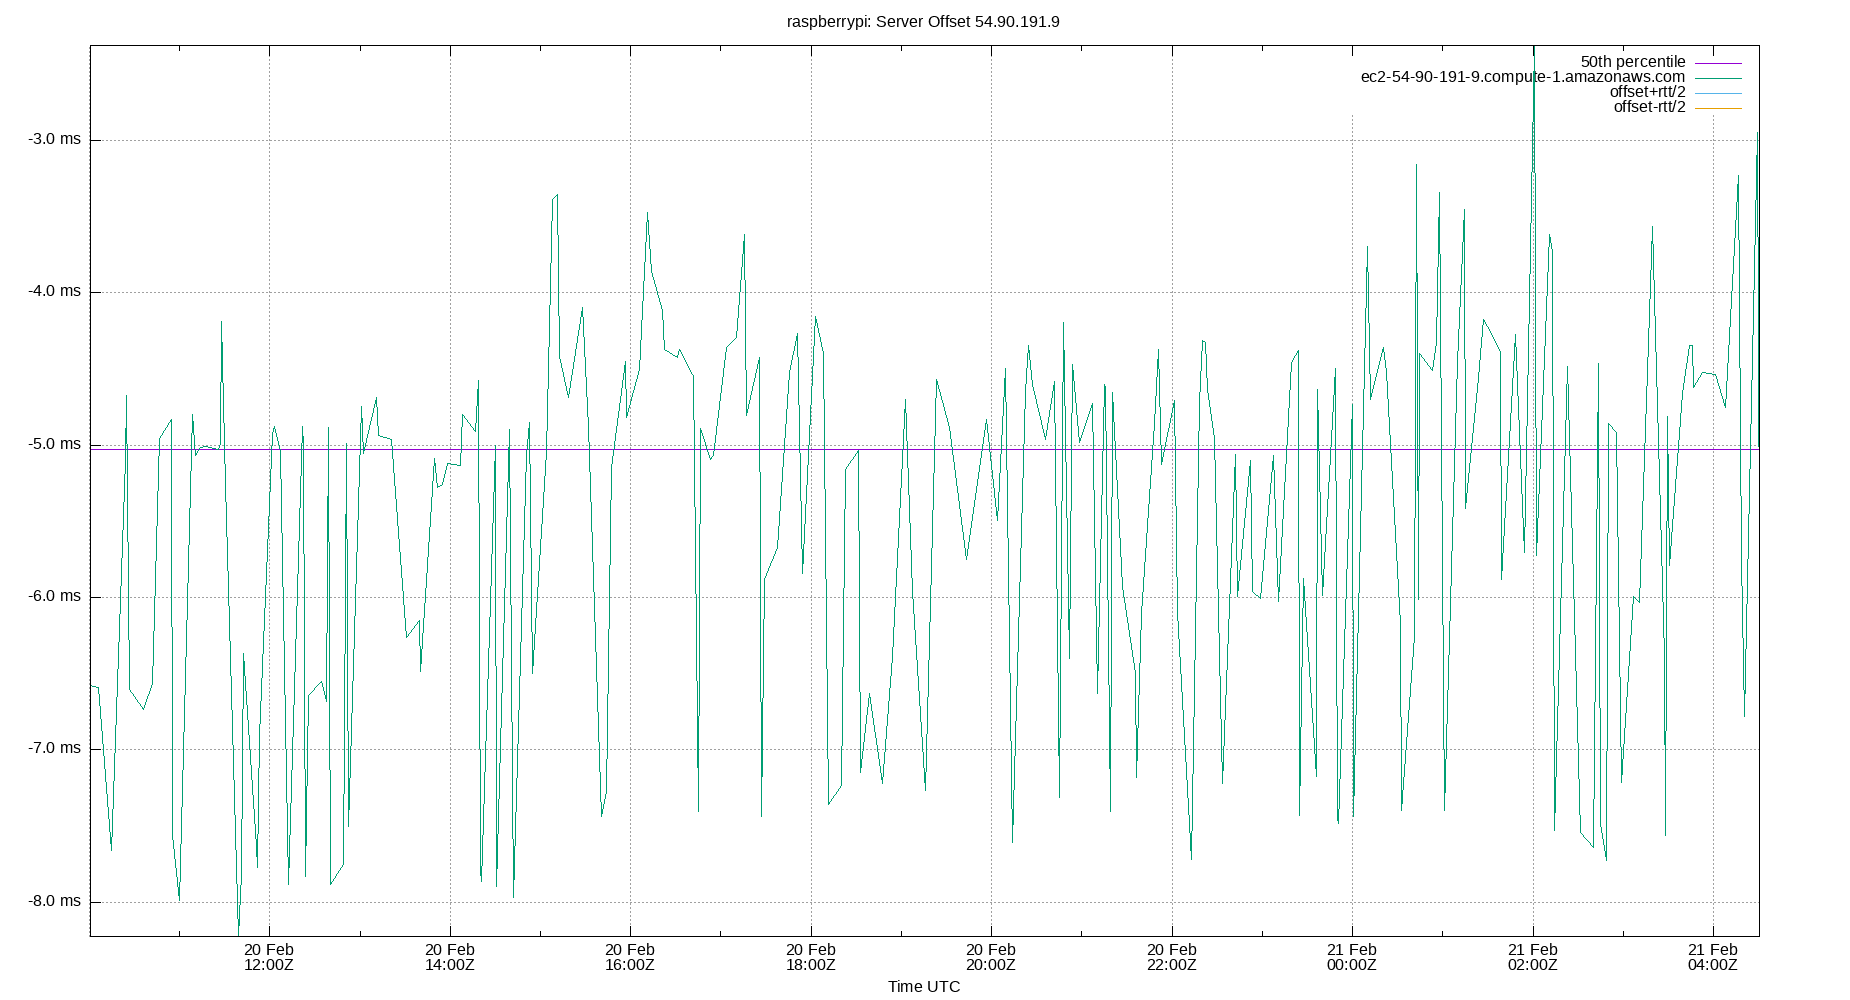 raspberrypi: Server Offset 54.90.191.9
50th percentile
ec2-54-90-191-9.compute-1.amazonaws.com
offset+rtt/2
offset-rtt/2
-3.0 ms
-4.0 ms
-5.0 ms
-6.0 ms
-7.0 ms
-8.0 ms
20 Feb 20 Feb 20 Feb 20 Feb 20 Feb 20 Feb 21 Feb 21 Feb 21 Feb
12:00Z 14:00Z 16:00Z 18:00Z 20:00Z 22:00Z 00:00Z 02:00Z 04:00Z
Time UTC